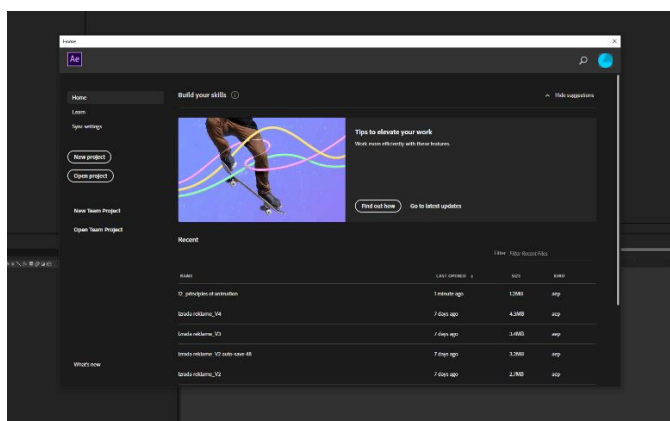 Home
Ae
Home
Learn
Sync settings
New project
Open project
New Team Project
Open Team Project
What's new
Build your skills
Hide suggestions
Tips to elevate your work
Work more efficiently with these features.
Find out how
Go to latest updates
Recent
Filter Filter Recent Files
NAME LAST OPENED SIZE KIND
12_principles of animation 1 minute ago 1.2MB aep
Izrada reklame_V4 7 days ago 4.3MB aep
Izrada reklame_V3 7 days ago 3.4MB aep
Izrada reklame_V2 auto-save 48 7 days ago 3.2MB aep
Izrada reklame_V2 7 days ago 2.7MB aep